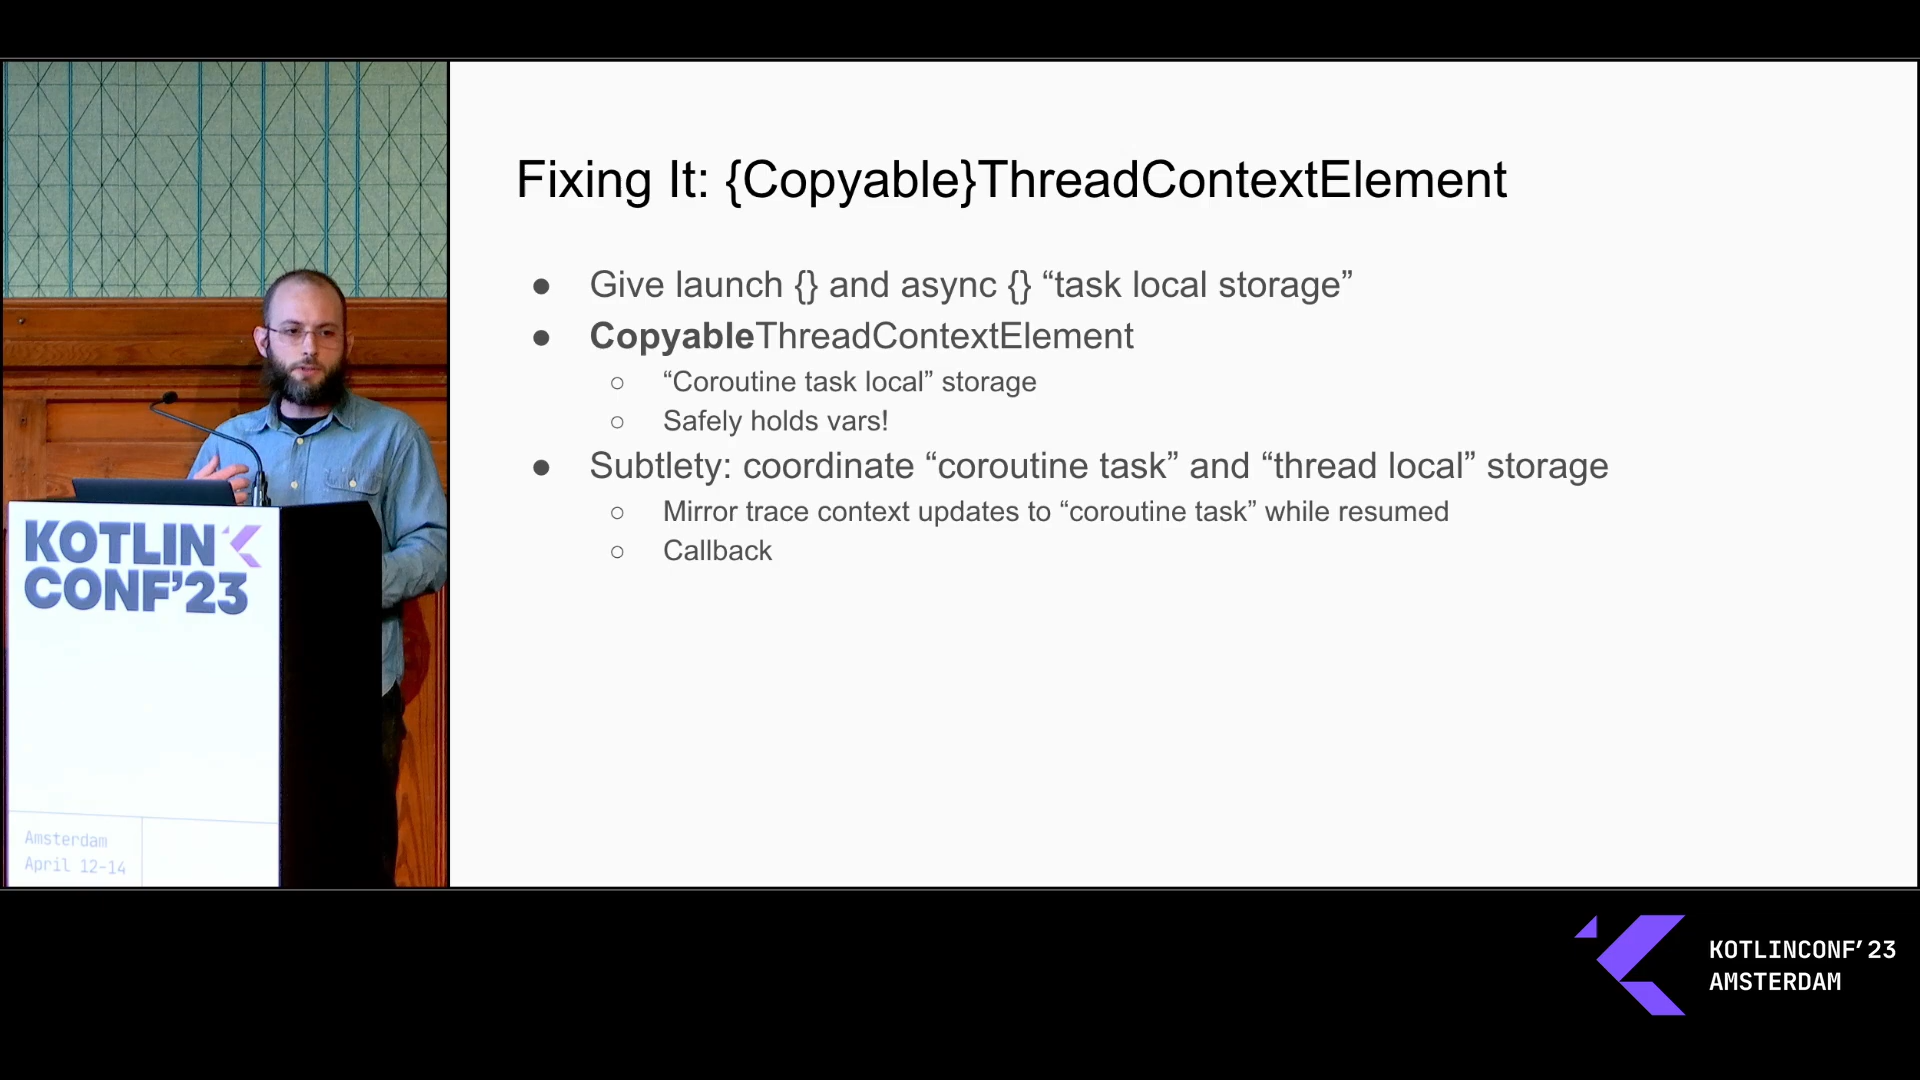 Fixing It: {Copyable}ThreadContextElement
● Give launch {} and async {} “task local storage”
● CopyableThreadContextElement
○ “Coroutine task local” storage
○ Safely holds vars!
● Subtlety: coordinate “coroutine task” and “thread local” storage
○ Mirror trace context updates to “coroutine task” while resumed
○ Callback
KOTLIN
CONF’23
Amsterdam
April 12-14
KOTLINCONF’23
AMSTERDAM